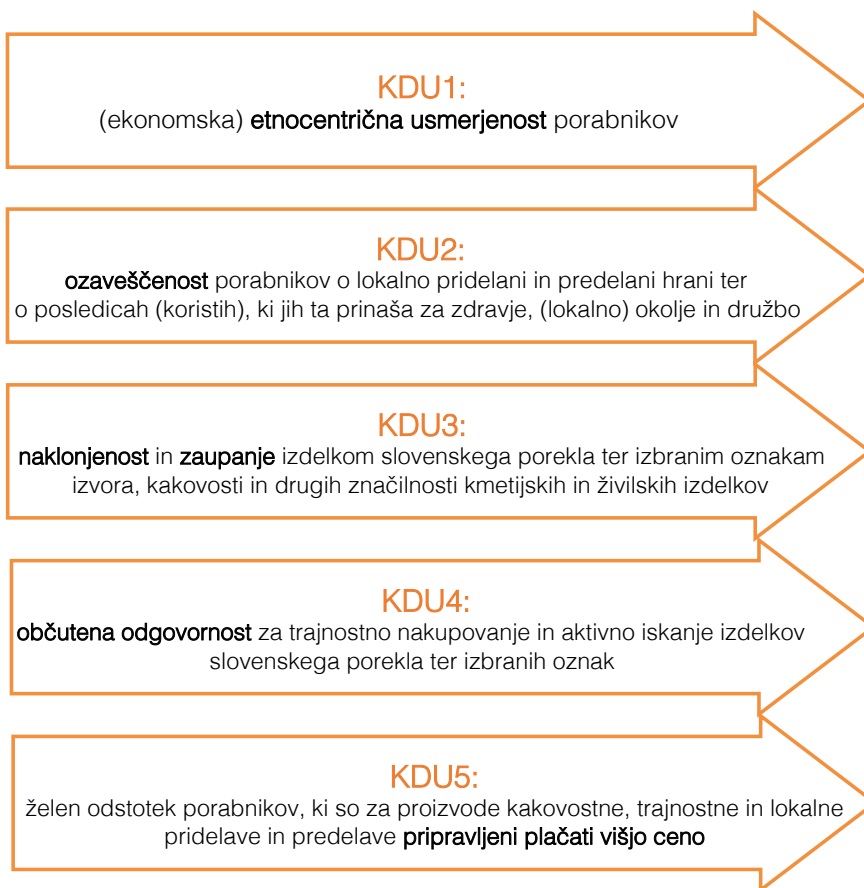 KDU1:
(ekonomska) etnocentrična usmerjenost porabnikov
KDU2:
ozaveščenost porabnikov o lokalno pridelani in predelani hrani ter
o posledicah (koristih), ki jih ta prinaša za zdravje, (lokalno) okolje in družbo
KDU3:
naklonjenost in zaupanje izdelkom slovenskega porekla ter izbranim oznakam
izvora, kakovosti in drugih značilnosti kmetijskih in živilskih izdelkov
KDU4:
občutena odgovornost za trajnostno nakupovanje in aktivno iskanje izdelkov
slovenskega porekla ter izbranih oznak
KDU5:
želen odstotek porabnikov, ki so za proizvode kakovostne, trajnostne in lokalne
pridelave in predelave pripravljeni plačati višjo ceno